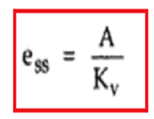 e_ss = A / K_v